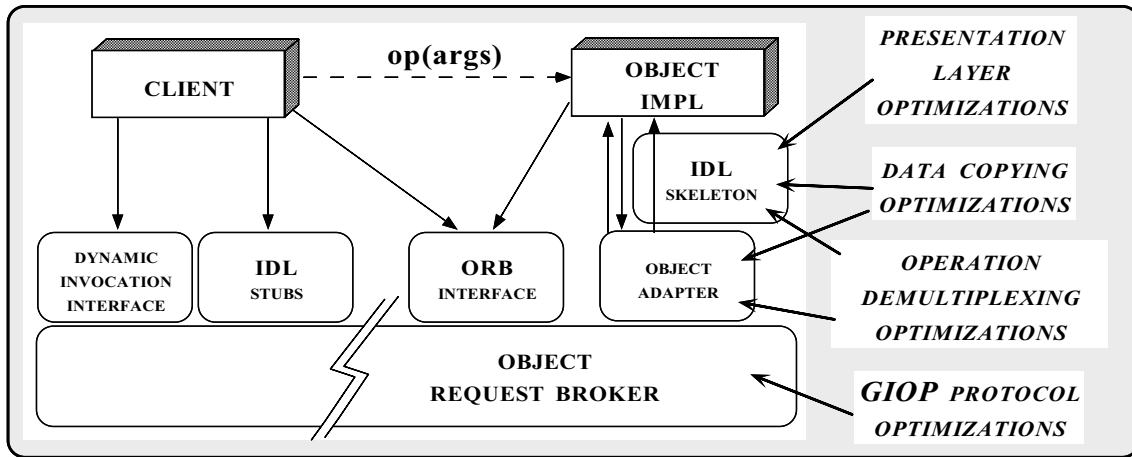 op(args)
CLIENT
OBJECT
IMPL
IDL
SKELETON
DYNAMIC
INVOCATION
INTERFACE
IDL
STUBS
ORB
INTERFACE
OBJECT
ADAPTER
OBJECT
REQUEST BROKER
PRESENTATION
LAYER
OPTIMIZATIONS
DATA COPYING
OPTIMIZATIONS
OPERATION
DEMULTIPLEXING
OPTIMIZATIONS
GIOP PROTOCOL
OPTIMIZATIONS